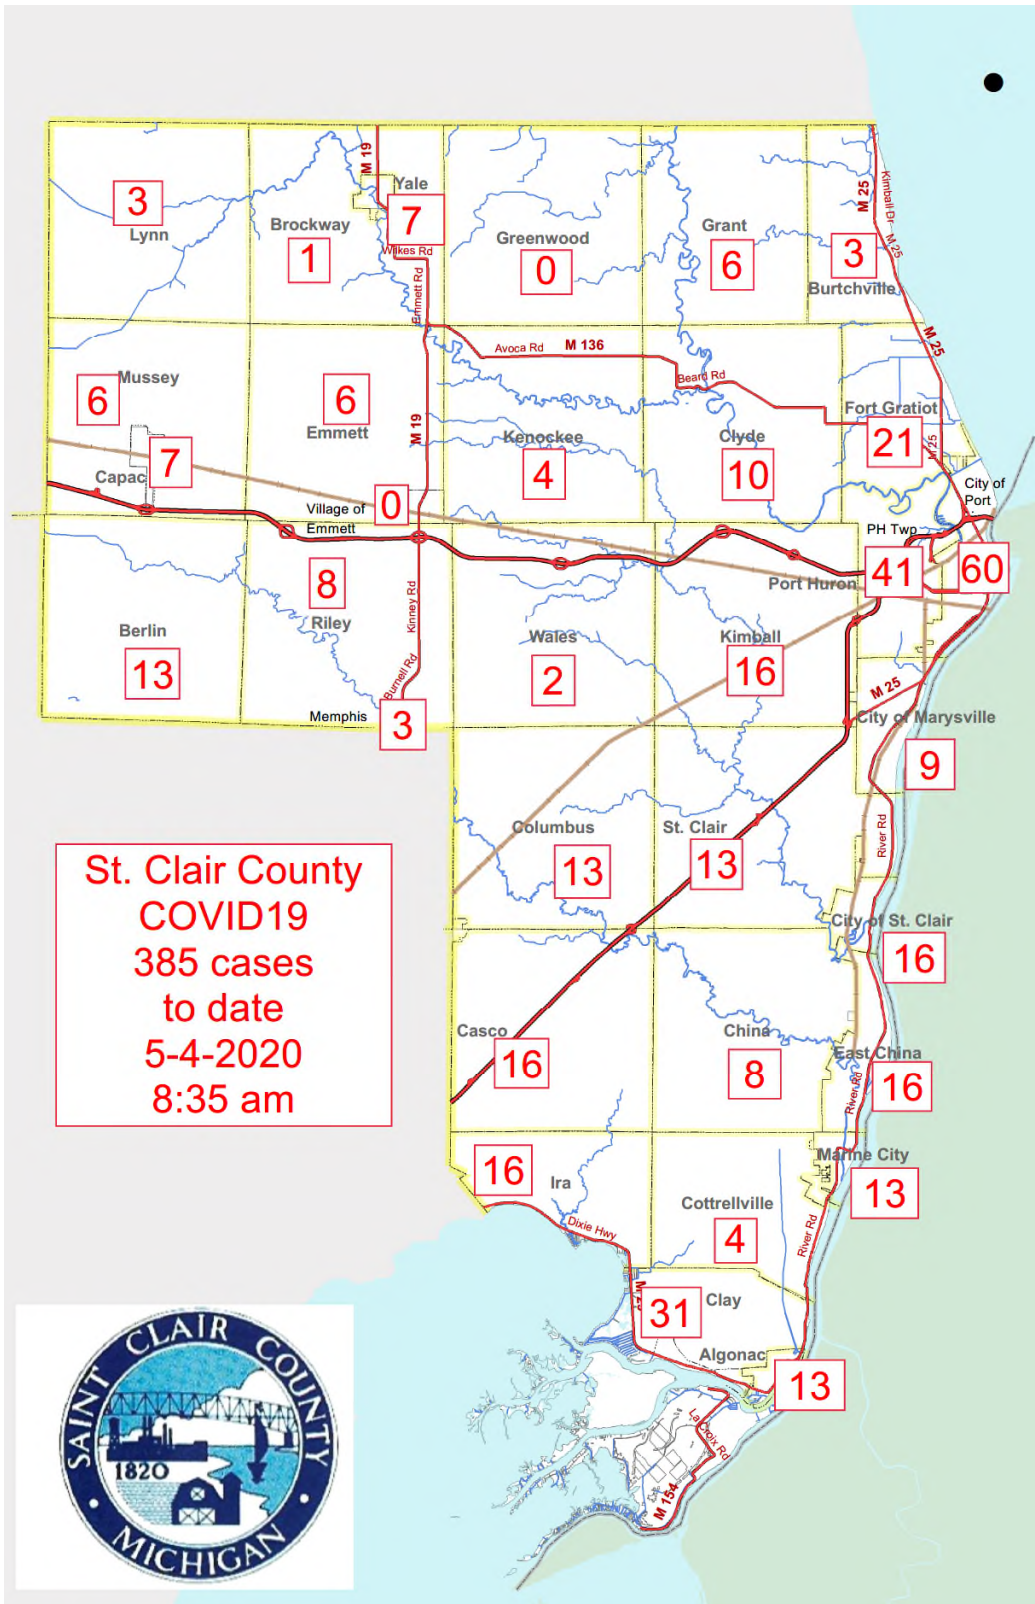 M 19
Yale
7
3
Lynn
Brockway
1
Wilkes Rd
Emmett Rd
Greenwood
0
Grant
6
M 25
Kimball Dr
M 25
3
Burtchville
M 25
Avoca Rd
M 136
Beard Rd
Mussey
6
6
Emmett
M 19
Kenockee
4
Clyde
10
Fort Gratiot
21
M 25
Capac
7
0
Village of
Emmett
City of
Port
PH Twp
Port Huron
41
60
8
Riley
Kinney Rd
Berlin
13
Burnell Rd
Memphis
3
Wales
2
Kimball
16
M 25
City of Marysville
9
Columbus
13
St. Clair
13
River Rd
St. Clair County
COVID19
385 cases
to date
5-4-2020
8:35 am
City of St. Clair
16
Casco
16
China
8
East China
16
River Rd
16
Ira
Dixie Hwy
Marine City
13
Cottrellville
4
River Rd
31
Clay
Algonac
13
La Croix Rd
M 154
SAINT CLAIR COUNTY
1820
MICHIGAN